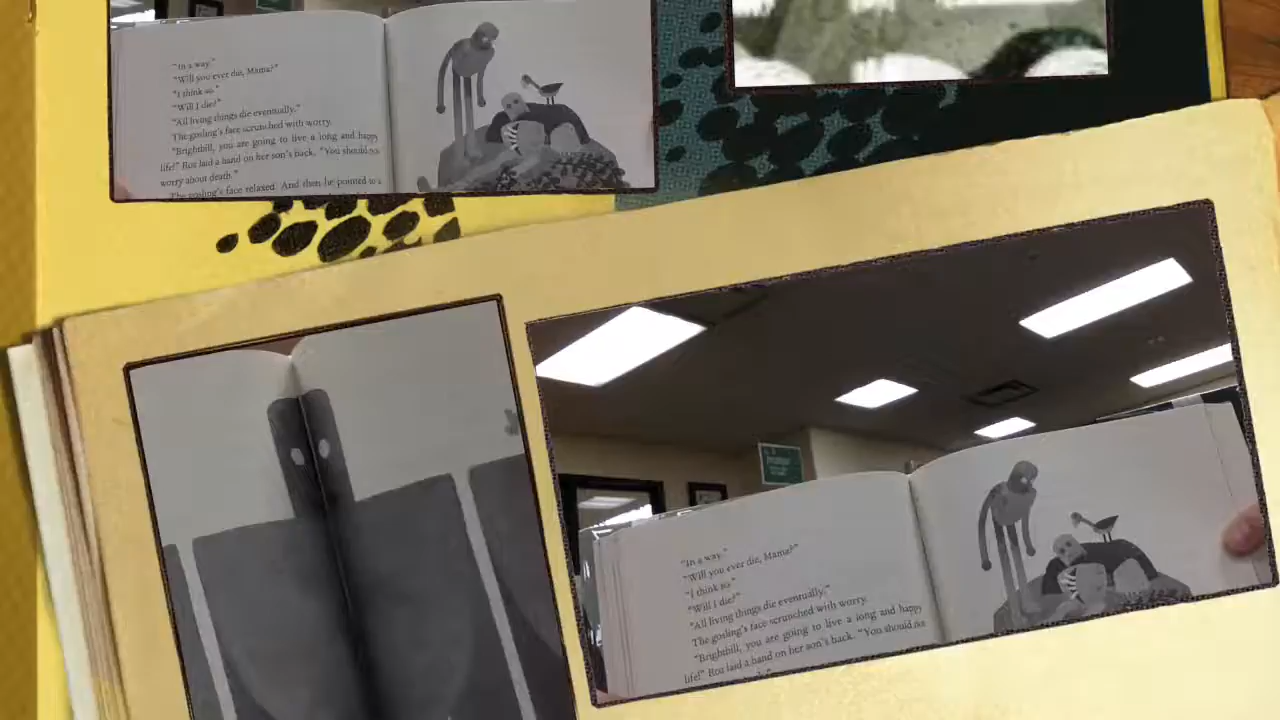 "In a way."
"Will you ever die, Mama?"
"I think so."
"Will I die?"
"All living things die eventually."
The gosling's face scrunched with worry.
"Brightbill, you are going to live a long and happy
life!" Roz laid a hand on her son's back. "You should no
worry about death."
The gosling's face relaxed. And then he pointed to a
"In a way."
"Will you ever die, Mama?"
"I think so."
"Will I die?"
"All living things die eventually."
The gosling's face scrunched with worry.
"Brightbill, you are going to live a long and happy
life!" Roz laid a hand on her son's back. "You should no